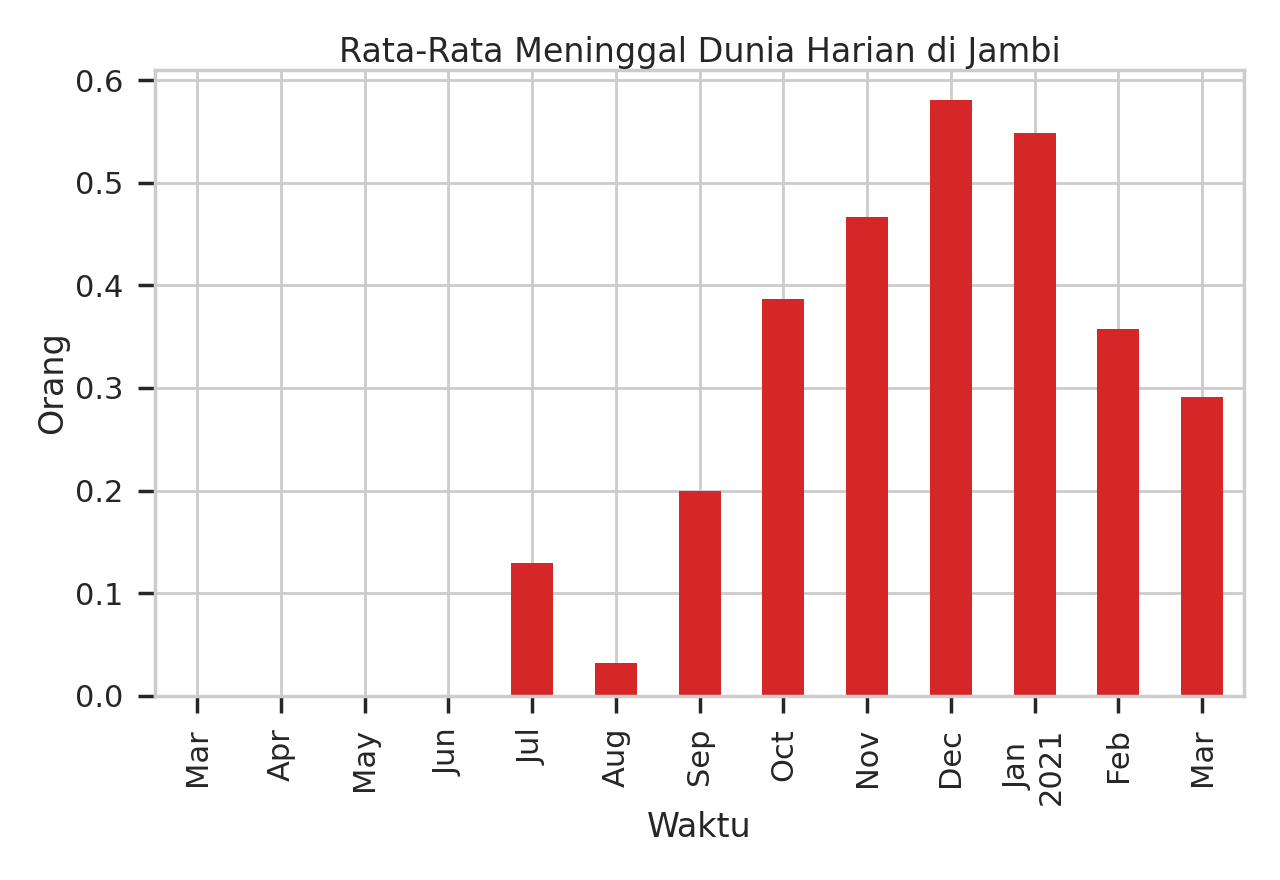 Rata-Rata Meninggal Dunia Harian di Jambi
0.6
0.5
0.4
0.3
0.2
0.1
0.0
Orang
Mar
Apr
May
Jun
Jul
Aug
Sep
Oct
Nov
Dec
Jan
2021
Feb
Mar
Waktu